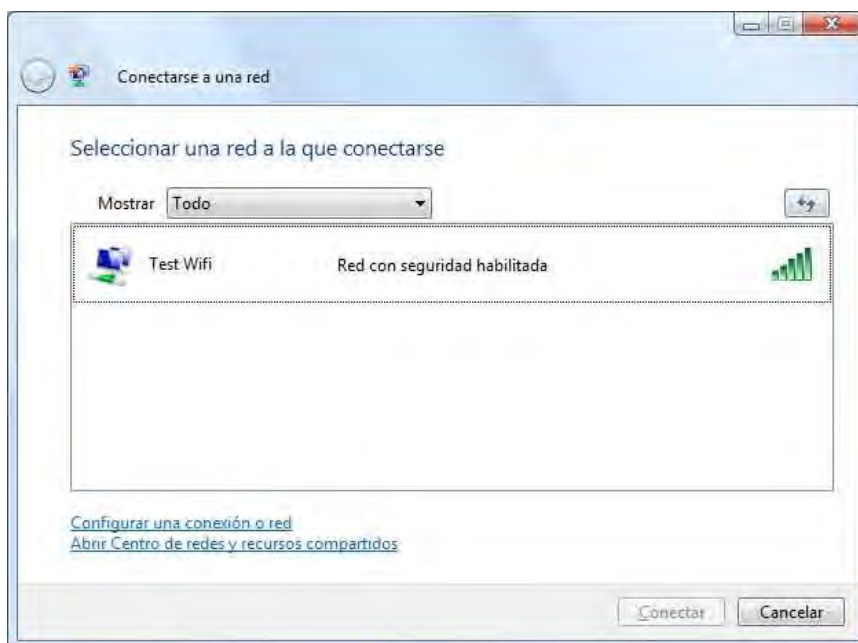 Conectarse a una red
Seleccionar una red a la que conectarse
Mostrar Todo
Test Wifi Red con seguridad habilitada
Configurar una conexión o red
Abrir Centro de redes y recursos compartidos
Conectar Cancelar